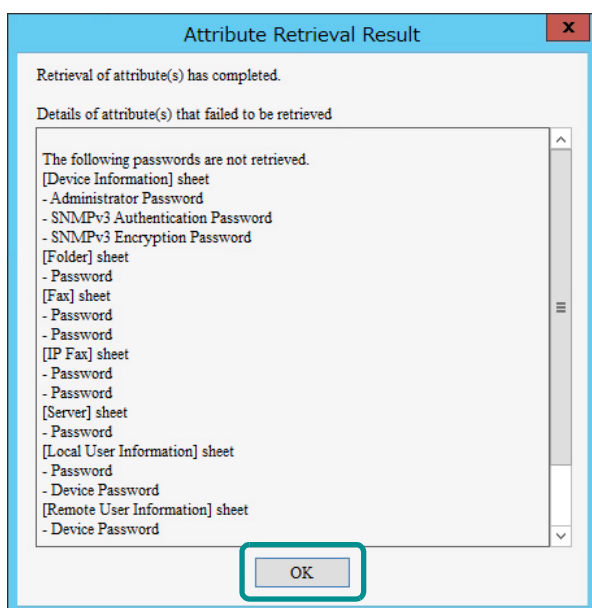 Attribute Retrieval Result
x
Retrieval of attribute(s) has completed.
Details of attribute(s) that failed to be retrieved
The following passwords are not retrieved.
[Device Information] sheet
- Administrator Password
- SNMPv3 Authentication Password
- SNMPv3 Encryption Password
[Folder] sheet
- Password
[Fax] sheet
- Password
- Password
[IP Fax] sheet
- Password
- Password
[Server] sheet
- Password
[Local User Information] sheet
- Password
- Device Password
[Remote User Information] sheet
- Device Password
OK